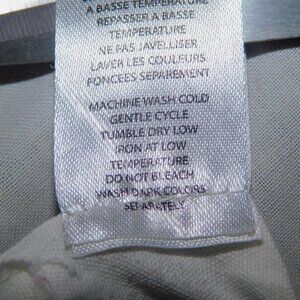 A BASSE TEMPERATURE
REPASSER A BASSE
TEMPERATURE
NE PAS JAVELLISER
LAVER LES COULEURS
FONCEES SEPAREMENT
MACHINE WASH COLD
GENTLE CYCLE
TUMBLE DRY LOW
IRON AT LOW
TEMPERATURE
DO NOT BLEACH
WASH DARK COLORS
SEPARATELY